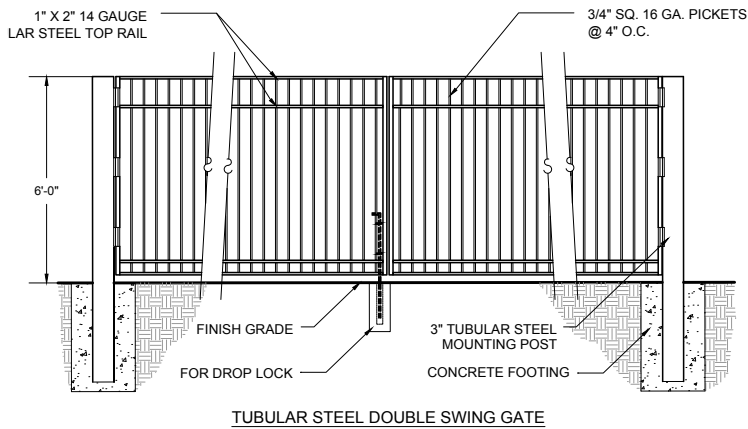 1" X 2" 14 GAUGE
LAR STEEL TOP RAIL
3/4" SQ. 16 GA. PICKETS
@ 4" O.C.
6'-0"
FINISH GRADE
FOR DROP LOCK
3" TUBULAR STEEL
MOUNTING POST
CONCRETE FOOTING
TUBULAR STEEL DOUBLE SWING GATE